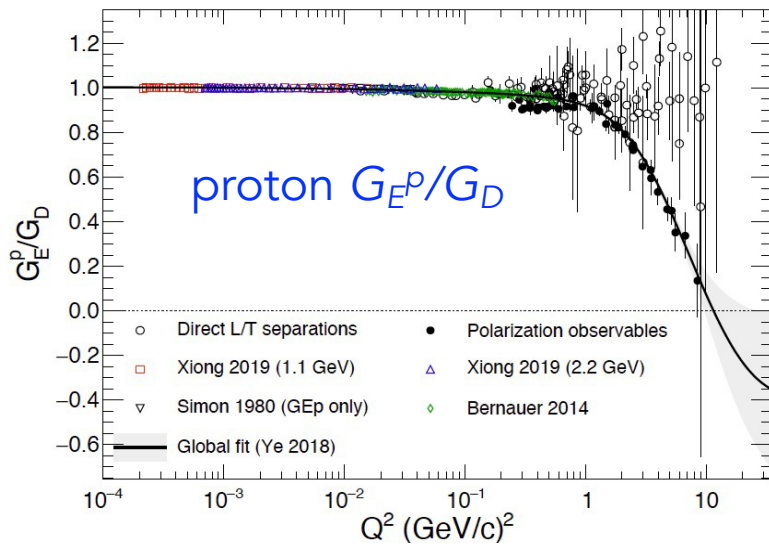 1.2
1.0
0.8
0.6
0.4
0.2
0.0
−0.2
−0.4
−0.6
G_E^p/G_D
proton G_E^p/G_D
Direct L/T separations
Polarization observables
Xiong 2019 (1.1 GeV)
Xiong 2019 (2.2 GeV)
Simon 1980 (GEp only)
Bernauer 2014
Global fit (Ye 2018)
10⁻⁴ 10⁻³ 10⁻² 10⁻¹ 1 10
Q² (GeV/c)²